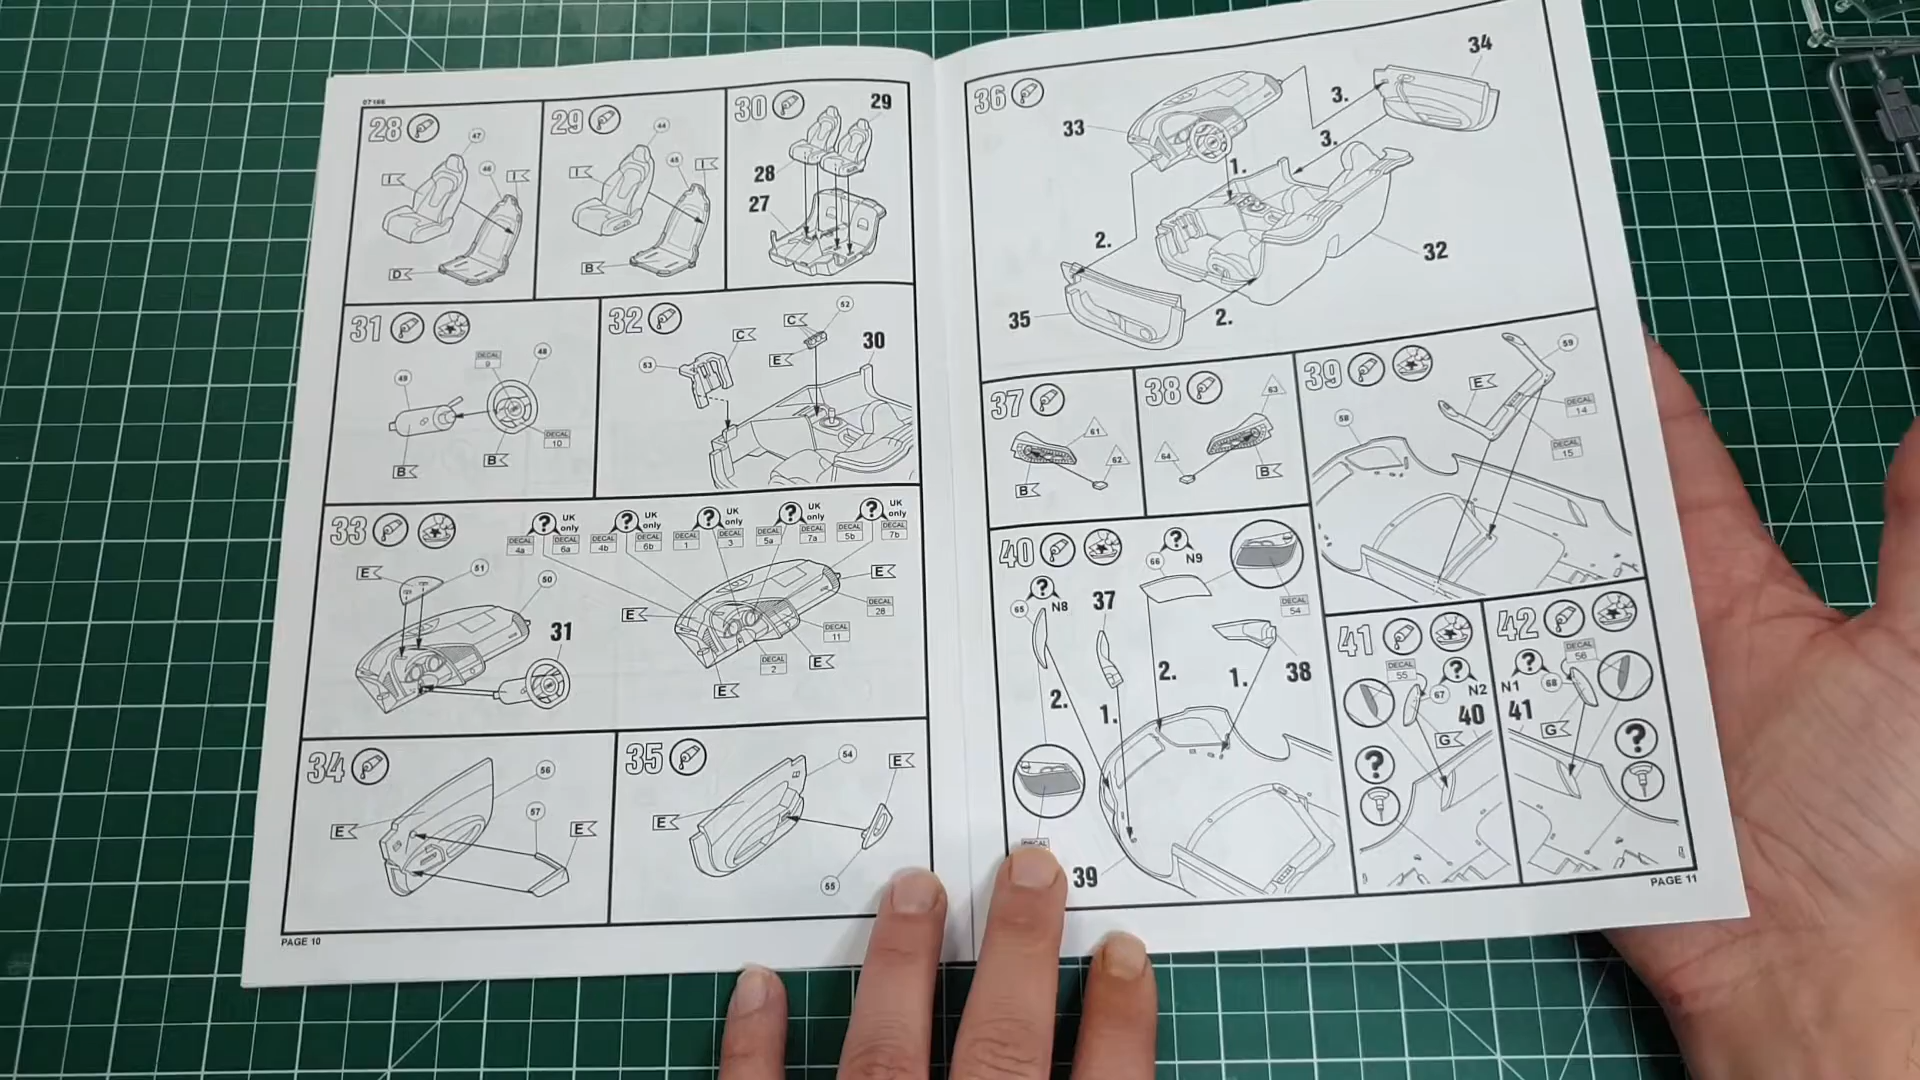 07166
28
47
46
I
I
D
29
44
45
I
I
B
30
29
28
27
31
DECAL
9
48
49
DECAL
10
B
B
32
52
C
C
E
53
30
33
UK
only
UK
only
UK
only
UK
only
UK
only
DECAL
4a
DECAL
6a
DECAL
4b
DECAL
6b
DECAL
1
DECAL
3
DECAL
5a
DECAL
7a
DECAL
5b
DECAL
7b
E
51
50
E
E
DECAL
28
31
DECAL
11
DECAL
2
E
E
34
56
57
E
E
35
54
E
E
55
PAGE 10
36
34
33
3.
3.
1.
2.
32
35
2.
37
61
62
B
38
63
64
B
39
59
E
58
DECAL
14
DECAL
15
40
?
N9
66
?
N8
65
37
DECAL
54
2.
1.
2.
1.
38
DECAL
39
41
DECAL
55
?
N2
67
40
G
?
42
DECAL
56
?
N1
68
41
G
?
PAGE 11